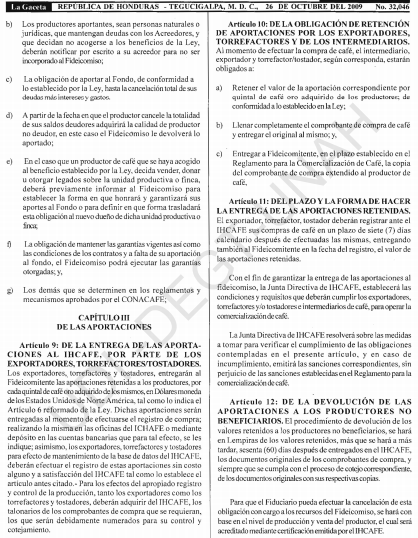 La Gaceta REPÚBLICA DE HONDURAS - TEGUCIGALPA, M. D. C., 26 DE OCTUBRE DEL 2009 No. 32,046
b) Los productores aportantes, sean personas naturales o
jurídicas, que mantengan deudas con los Acreedores, y
que decidan no acogerse a los beneficios de la Ley,
deberán notificar por escrito a su acreedor para no ser
incorporado al Fideicomiso;
c) La obligación de aportar al Fondo, de conformidad a
lo establecido por la Ley, hasta la cancelación total de sus
deudas más intereses y gastos.
d) A partir de la fecha en que el productor cancele la totalidad
de sus saldos deudores adquirirá la calidad de productor
no deudor, en este caso el Fideicomiso le devolverá lo
aportado;
e) En el caso que un productor de café que se haya acogido
al beneficio establecido por la Ley, decida vender, donar
u otorgar legados sobre la unidad productiva o finca,
deberá previamente informar al Fideicomiso para
establecer la forma en que honrará y garantizará sus
aportes al Fondo o para definir en que forma trasladará
esta obligación al nuevo dueño de dicha unidad productiva o
finca;
f) La obligación de mantener las garantías vigentes así como
las condiciones de los contratos y a falta de su aportación
al fondo, el Fideicomiso podrá ejecutar las garantías
otorgadas; y,
g) Los demás que se determinen en los reglamentos y
mecanismos aprobados por el CONACAFE;
CAPÍTULO III
DE LAS APORTACIONES
Artículo 9: DE LA ENTREGA DE LAS APORTA-
CIONES AL IHCAFE, POR PARTE DE LOS
EXPORTADORES, TORREFACTORES/TOSTADORES.
Los exportadores, torrefactores y tostadores, entregarán al
Fideicomitente las aportaciones retenidas a los productores, por
cada quintal de café oro adquirido de los mismos, en Dólares moneda
de los Estados Unidos de Norte América, tal como lo indica el
Artículo 6 reformado de la Ley. Dichas aportaciones serán
entregadas al momento de efectuarse el registro de compra;
realizando la misma en las oficinas del ICHAFE o mediante
depósito en las cuentas bancarias que para tal efecto, se les
indique; asimismo, los exportadores, torrefactores y tostadores
para efecto de mantenimiento de la base de datos del IHCAFE,
deberán efectuar el registro de estas aportaciones sin costo
alguno y a satisfacción del IHCAFE tal como lo establece el
artículo antes citado.- Para los efectos del apropiado registro
y control de la producción, tanto los exportadores como los
torrefactores y tostadores, deberán adquirir del IHCAFE, los
talonarios de los comprobantes de compra que se requieran,
los que serán debidamente numerados para su control y
cotejamiento.
Artículo 10: DE LA OBLIGACIÓN DE RETENCIÓN
DE APORTACIONES POR LOS EXPORTADORES,
TORREFACTORES Y DE LOS INTERMEDIARIOS.
Al momento de efectuar la compra de café, el intermediario,
exportador y torrefactor/tostador, según corresponda, estarán
obligados a:
a) Retener el valor de la aportación correspondiente por
quintal de café oro adquirido de los productores; de
conformidad a lo establecido en la Ley;
b) Llenar completamente el comprobante de compra de café
y entregar el original al mismo; y,
c) Entregar a Fideicomitente, en el plazo establecido en el
Reglamento para la Comercialización de Café, la copia
del comprobante de compra extendido al productor de
café,
Artículo 11: DEL PLAZO Y LA FORMA DE HACER
LA ENTREGA DE LAS APORTACIONES RETENIDAS.
El exportador, torrefactor, tostador deberán registrar ante el
IHCAFE sus compras de café en un plazo de siete (7) días
calendario después de efectuadas las mismas, entregando
también al Fideicomitente en la fecha del registro, el valor de
las aportaciones retenidas.
Con el fin de garantizar la entrega de las aportaciones al
fideicomiso, la Junta Directiva de IHCAFE, establecerá las
condiciones y requisitos que deberán cumplir los exportadores,
torrefactores y/o tostadores e intermediarios de café, para operar la
comercialización de café.
La Junta Directiva de IHCAFE resolverá sobre las medidas
a tomar para verificar el cumplimiento de las obligaciones
contempladas en el presente artículo, y en caso de
incumplimiento, emitirá las sanciones correspondientes, sin
perjuicio de las sanciones establecidas en el Reglamento para la
Comercialización de café.
Artículo 12: DE LA DEVOLUCIÓN DE LAS
APORTACIONES A LOS PRODUCTORES NO
BENEFICIARIOS. El procedimiento de devolución de los
valores retenidos a los productores no beneficiarios, se hará
en Lempiras de los valores retenidos, más que se hará a más
tardar, sesenta (60) días después de entregados en el IHCAFE,
los documentos originales de los comprobantes de compra, y
siempre que se cumpla con el proceso de cotejo correspondiente,
de los documentos originales con sus respectivas copias.
Para que el Fiduciario pueda efectuar la cancelación de esta
obligación con cargo a los recursos del Fideicomiso, se hará con
base en el nivel de producción y venta del productor, el cual será
acreditado mediante certificación emitida por el IHCAFE.